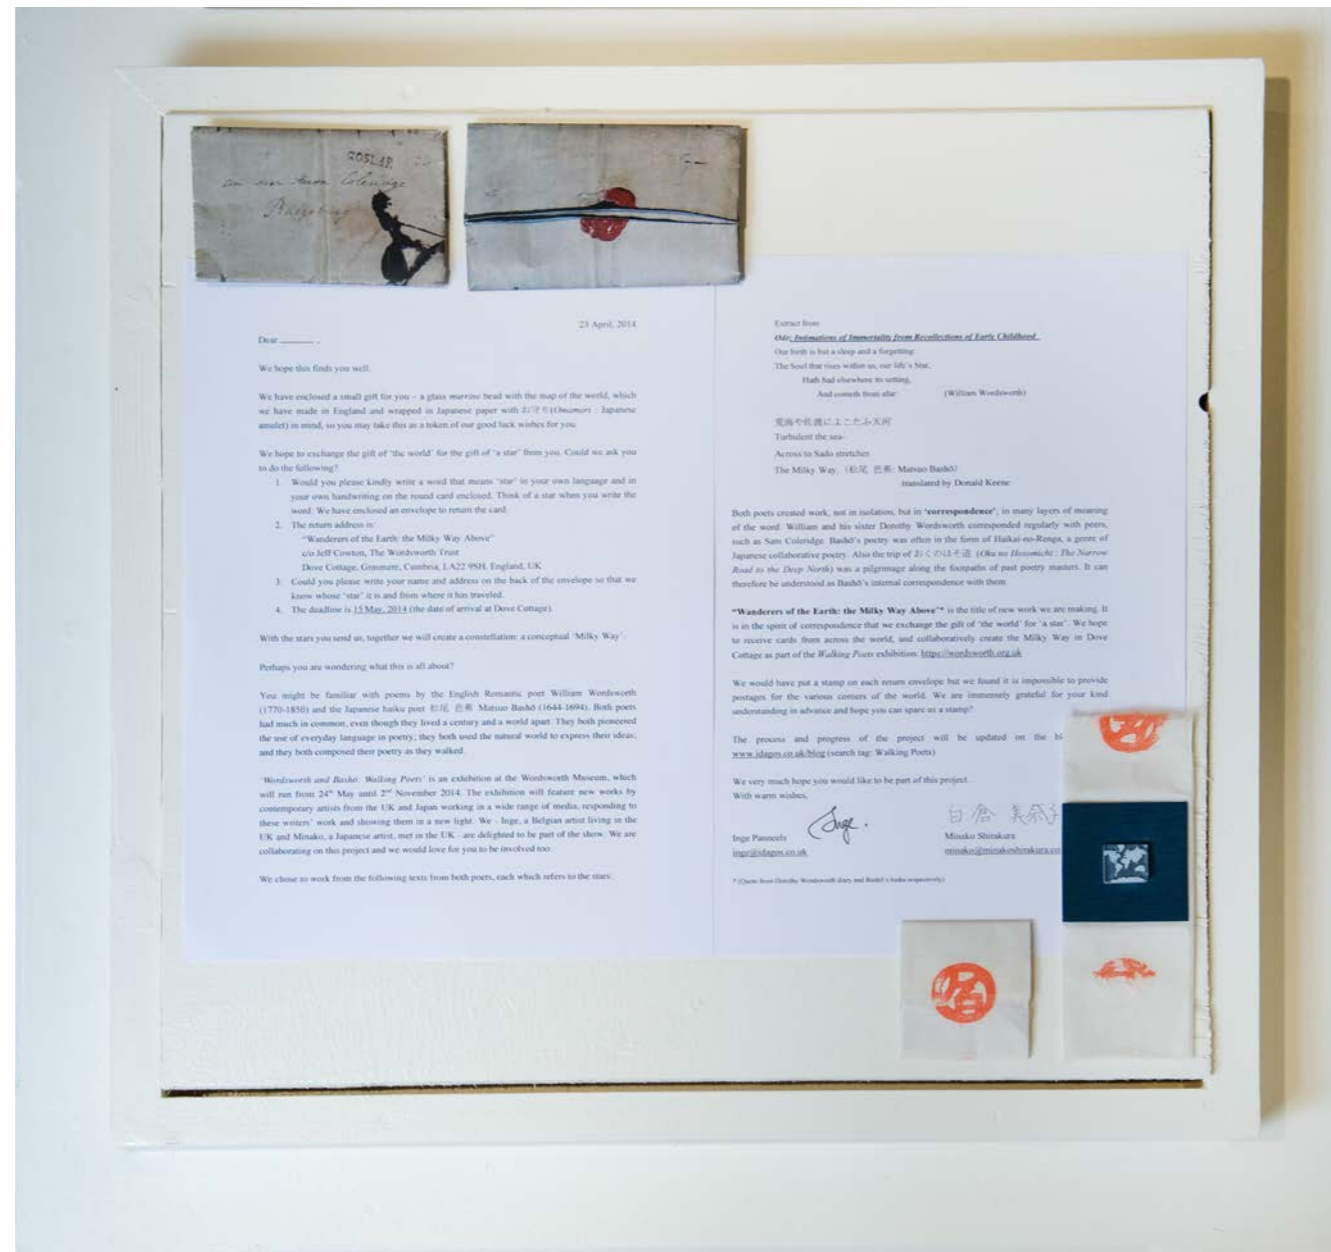 GOSLAR
Coleridge
23 April, 2014
Dear ______ ,
We hope this finds you well.
We have enclosed a small gift for you – a glass murrine bead with the map of the world, which
we have made in England and wrapped in Japanese paper with お守り(Omamori : Japanese
amulet) in mind, so you may take this as a token of our good luck wishes for you.
We hope to exchange the gift of 'the world' for the gift of 'a star' from you. Could we ask you
to do the following?
1. Would you please kindly write a word that means 'star' in your own language and in
your own handwriting on the round card enclosed. Think of a star when you write the
word. We have enclosed an envelope to return the card.
2. The return address is:
"Wanderers of the Earth: the Milky Way Above"
c/o Jeff Cowton, The Wordsworth Trust
Dove Cottage, Grasmere, Cumbria, LA22 9SH, England, UK
3. Could you please write your name and address on the back of the envelope so that we
know whose 'star' it is and from where it has traveled.
4. The deadline is 15 May, 2014 (the date of arrival at Dove Cottage).
With the stars you send us, together we will create a constellation: a conceptual 'Milky Way'.
Perhaps you are wondering what this is all about?
You might be familiar with poems by the English Romantic poet William Wordsworth
(1770-1850) and the Japanese haiku poet 松尾 芭蕉 Matsuo Bashō (1644-1694). Both poets
had much in common, even though they lived a century and a world apart. They both pioneered
the use of everyday language in poetry; they both used the natural world to express their ideas;
and they both composed their poetry as they walked.
'Wordsworth and Basho: Walking Poets' is an exhibition at the Wordsworth Museum, which
will run from 24th May until 2nd November 2014. The exhibition will feature new works by
contemporary artists from the UK and Japan working in a wide range of media, responding to
these writers' work and showing them in a new light. We - Inge, a Belgian artist living in the
UK and Minako, a Japanese artist, met in the UK - are delighted to be part of the show. We are
collaborating on this project and we would love for you to be involved too.
We chose to work from the following texts from both poets, each which refers to the stars:
Extract from
Ode; Intimations of Immortality from Recollections of Early Childhood
Our birth is but a sleep and a forgetting:
The Soul that rises within us, our life's Star,
Hath had elsewhere its setting,
And cometh from afar: (William Wordsworth)
荒海や佐渡によこたふ天河
Turbulent the sea-
Across to Sado stretches
The Milky Way. (松尾 芭蕉: Matsuo Bashō)
translated by Donald Keene
Both poets created work, not in isolation, but in 'correspondence'; in many layers of meaning
of the word. William and his sister Dorothy Wordsworth corresponded regularly with peers,
such as Sam Coleridge. Bashō's poetry was often in the form of Haikai-no-Renga, a genre of
Japanese collaborative poetry. Also the trip of おくのほそ道 (Oku no Hosomichi : The Narrow
Road to the Deep North) was a pilgrimage along the footpaths of past poetry masters. It can
therefore be understood as Bashō's internal correspondence with them.
"Wanderers of the Earth: the Milky Way Above"* is the title of new work we are making. It
is in the spirit of correspondence that we exchange the gift of 'the world' for 'a star'. We hope
to receive cards from across the world, and collaboratively create the Milky Way in Dove
Cottage as part of the Walking Poets exhibition: https://wordsworth.org.uk
We would have put a stamp on each return envelope but we found it is impossible to provide
postages for the various corners of the world. We are immensely grateful for your kind
understanding in advance and hope you can spare us a stamp?
The process and progress of the project will be updated on the bl
www.idagos.co.uk/blog (search tag: Walking Poets)
We very much hope you would like to be part of this project.
With warm wishes,
Inge. 白倉 美奈子
Inge Panneels Minako Shirakura
inge@idagos.co.uk minako@minakoshirakura.co
* (Quote from Dorothy Wordsworth diary and Bashō's haiku respectively)